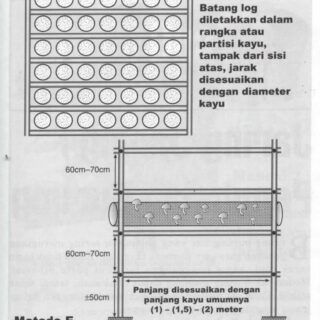 Batang log
diletakkan dalam
rangka atau
partisi kayu,
tampak dari sisi
atas, jarak
disesuaikan
dengan diameter
kayu
60cm–70cm
60cm–70cm
±50cm
Panjang disesuaikan dengan
panjang kayu umumnya
(1) – (1,5) – (2) meter